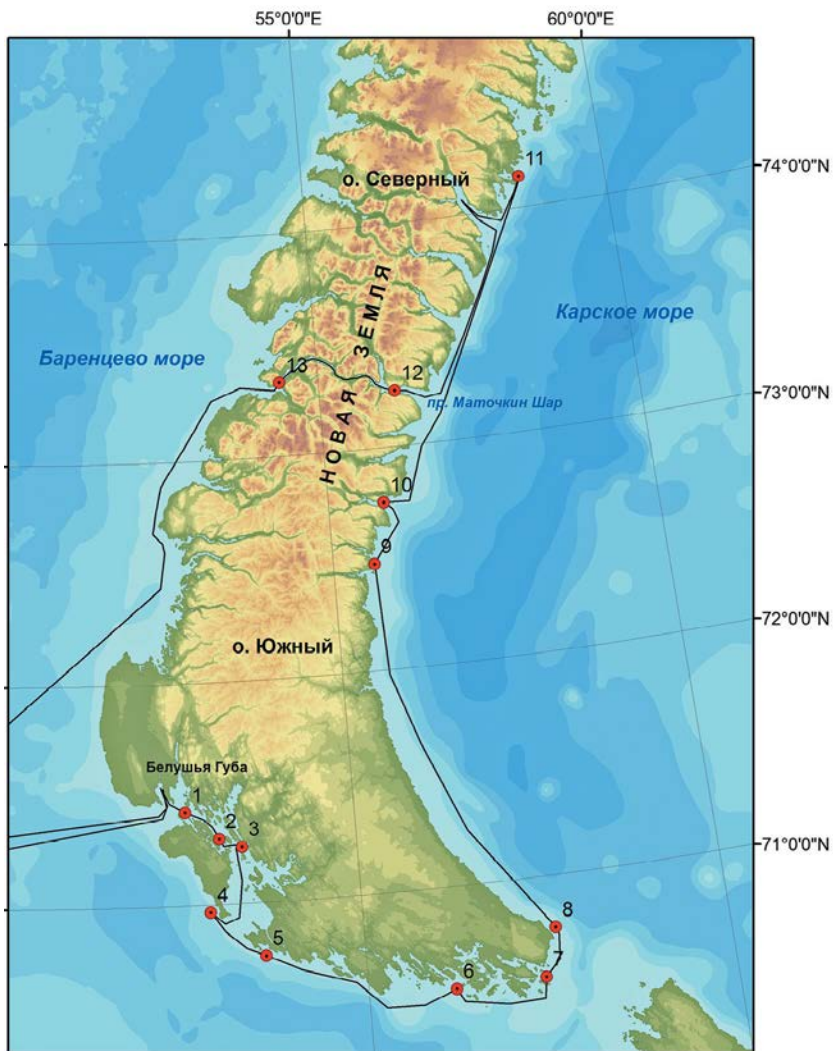 55°0'0"E
60°0'0"E
74°0'0"N
11
о. Северный
Карское море
НОВАЯ ЗЕМЛЯ
Баренцево море
13
12
73°0'0"N
пр. Маточкин Шар
10
9
72°0'0"N
о. Южный
Белушья Губа
1
2
3
71°0'0"N
4
8
5
7
6